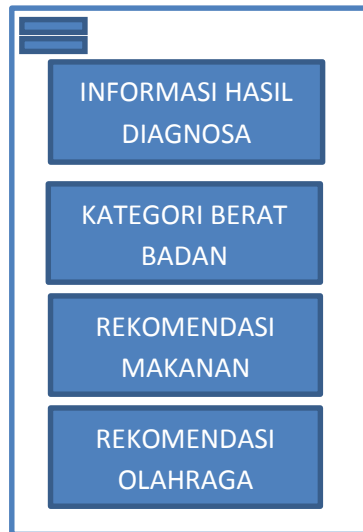 INFORMASI HASIL
DIAGNOSA
KATEGORI BERAT
BADAN
REKOMENDASI
MAKANAN
REKOMENDASI
OLAHRAGA